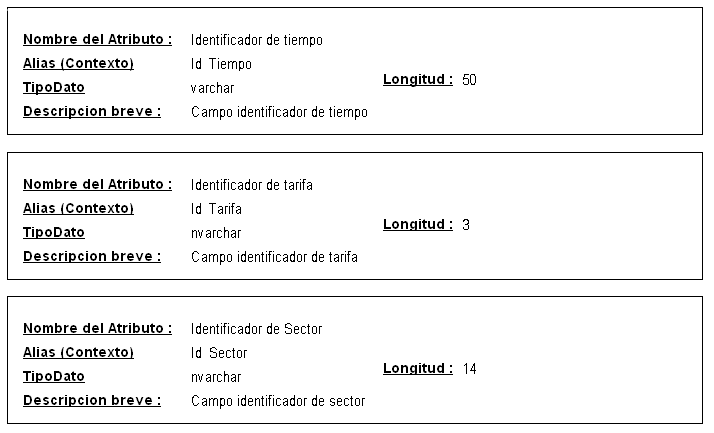 Nombre del Atributo : Identificador de tiempo
Alias (Contexto) Id Tiempo
TipoDato varchar Longitud : 50
Descripcion breve : Campo identificador de tiempo
Nombre del Atributo : Identificador de tarifa
Alias (Contexto) Id Tarifa
TipoDato nvarchar Longitud : 3
Descripcion breve : Campo identificador de tarifa
Nombre del Atributo : Identificador de Sector
Alias (Contexto) Id Sector
TipoDato nvarchar Longitud : 14
Descripcion breve : Campo identificador de sector